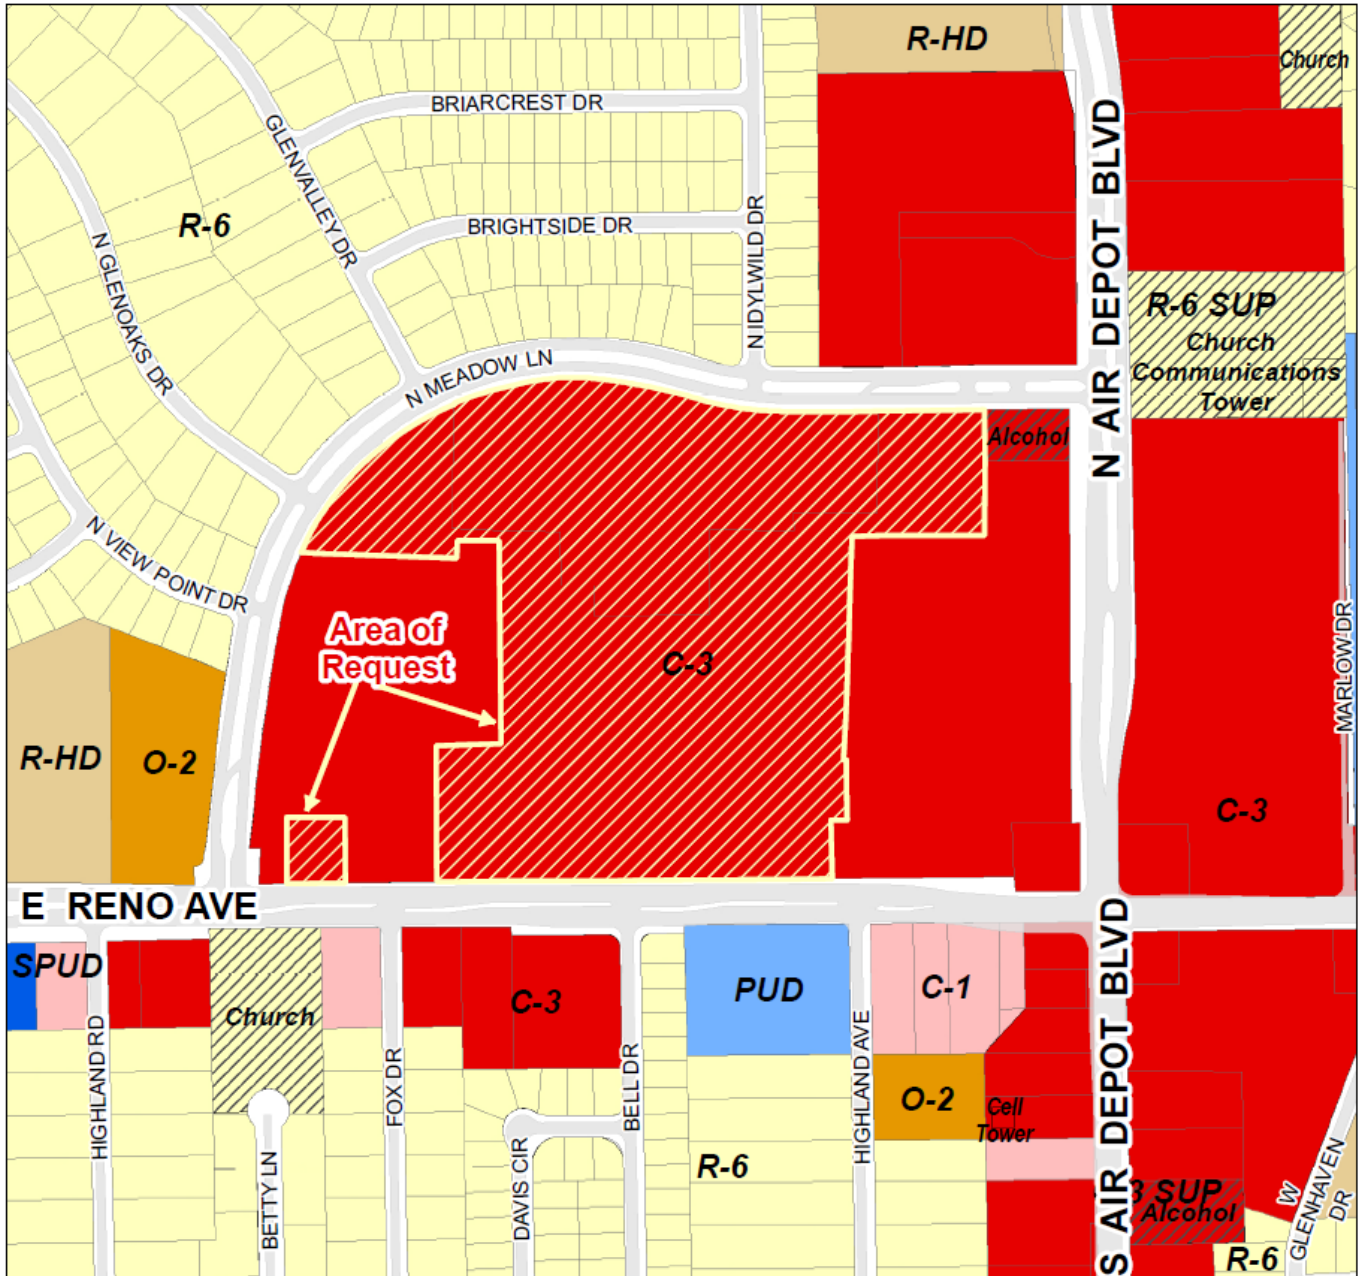 R-HD
Church
BRIARCREST DR
GLENVALLEY DR
N AIR DEPOT BLVD
R-6
BRIGHTSIDE DR
N IDYLWILD DR
N GLENOAKS DR
R-6 SUP
Church
Communications
Tower
N MEADOW LN
Alcohol
N VIEW POINT DR
Area of
Request
C-3
MARLOW DR
R-HD
O-2
C-3
E RENO AVE
SPUD
Church
C-3
PUD
C-1
HIGHLAND RD
FOX DR
BELL DR
HIGHLAND AVE
S AIR DEPOT BLVD
O-2
Cell
Tower
BETTY LN
DAVIS CIR
R-6
3 SUP
Alcohol
W
GLENHAVEN
DR
R-6